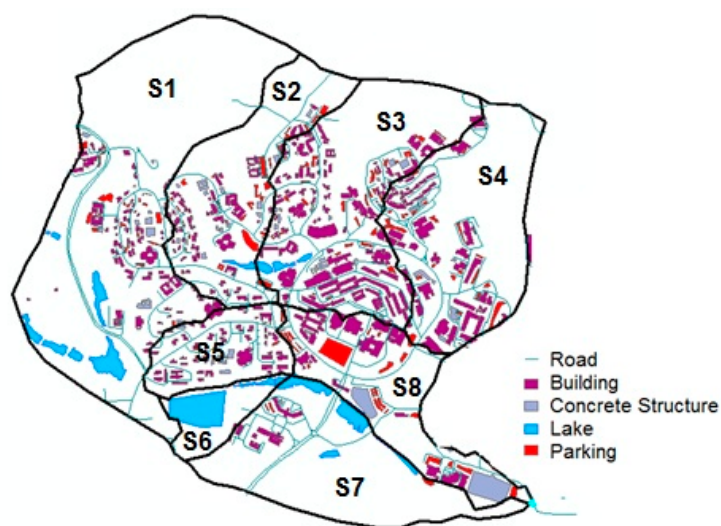 S1
S2
S3
S4
S5
S6
S7
S8
Road
Building
Concrete Structure
Lake
Parking